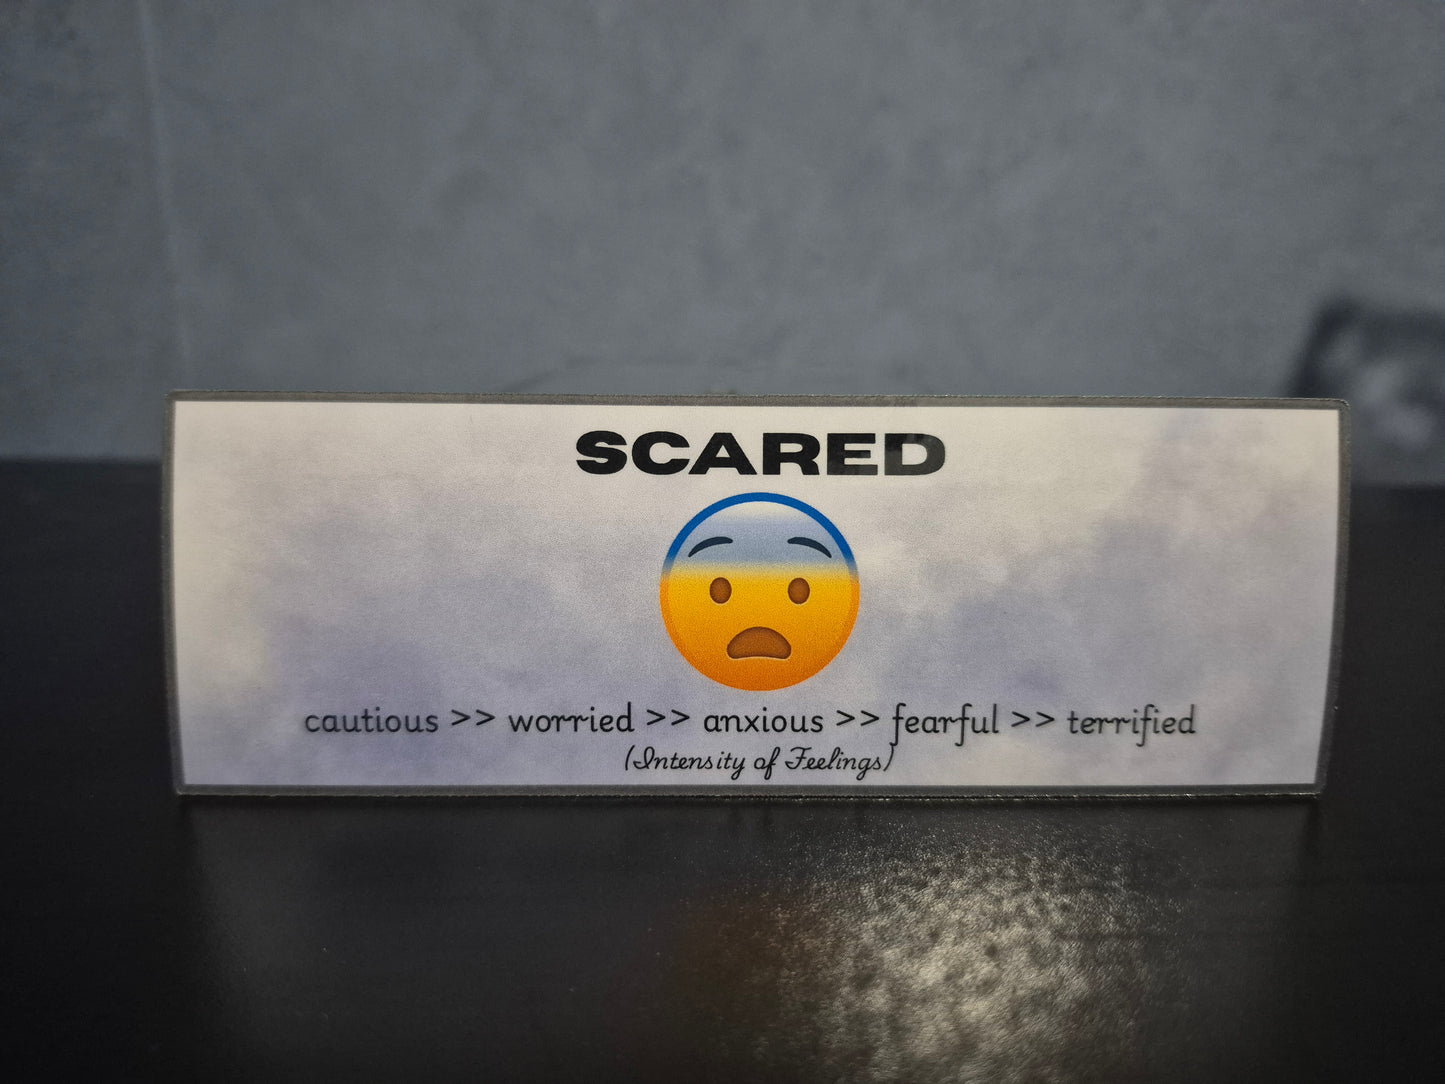 SCARED
cautious >> worried >> anxious >> fearful >> terrified
(Intensity of Feelings)